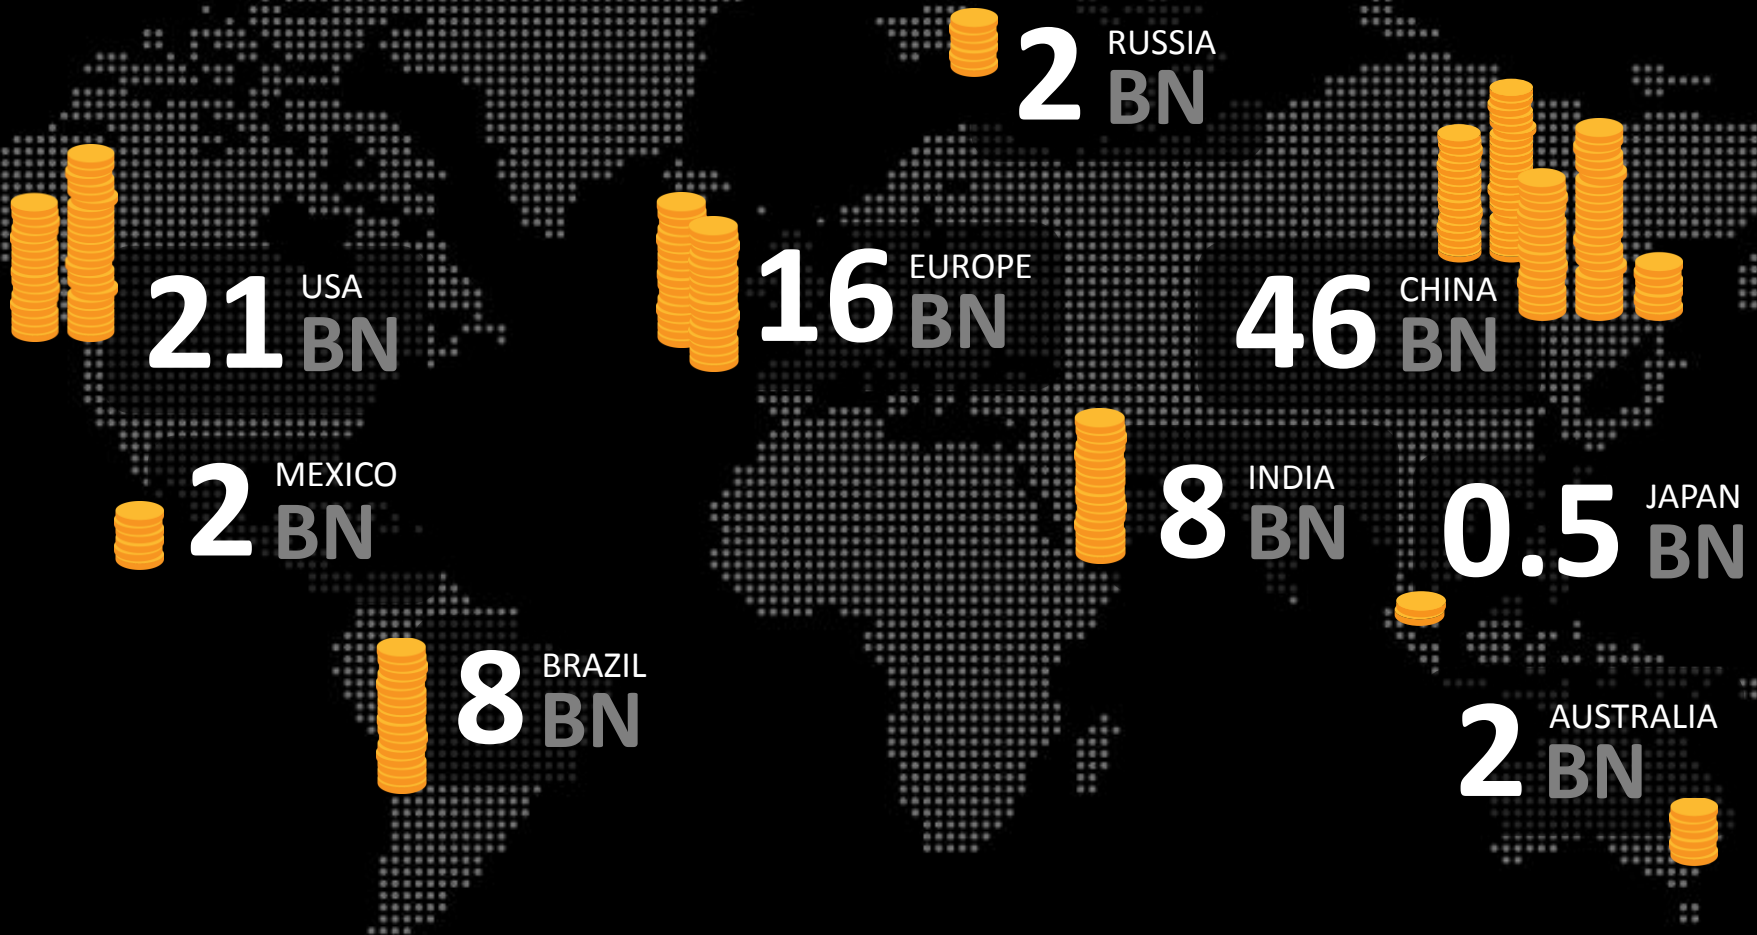 2 RUSSIA
BN
21 USA
BN
16 EUROPE
BN
46 CHINA
BN
2 MEXICO
BN
8 INDIA
BN
0.5 JAPAN
BN
8 BRAZIL
BN
2 AUSTRALIA
BN